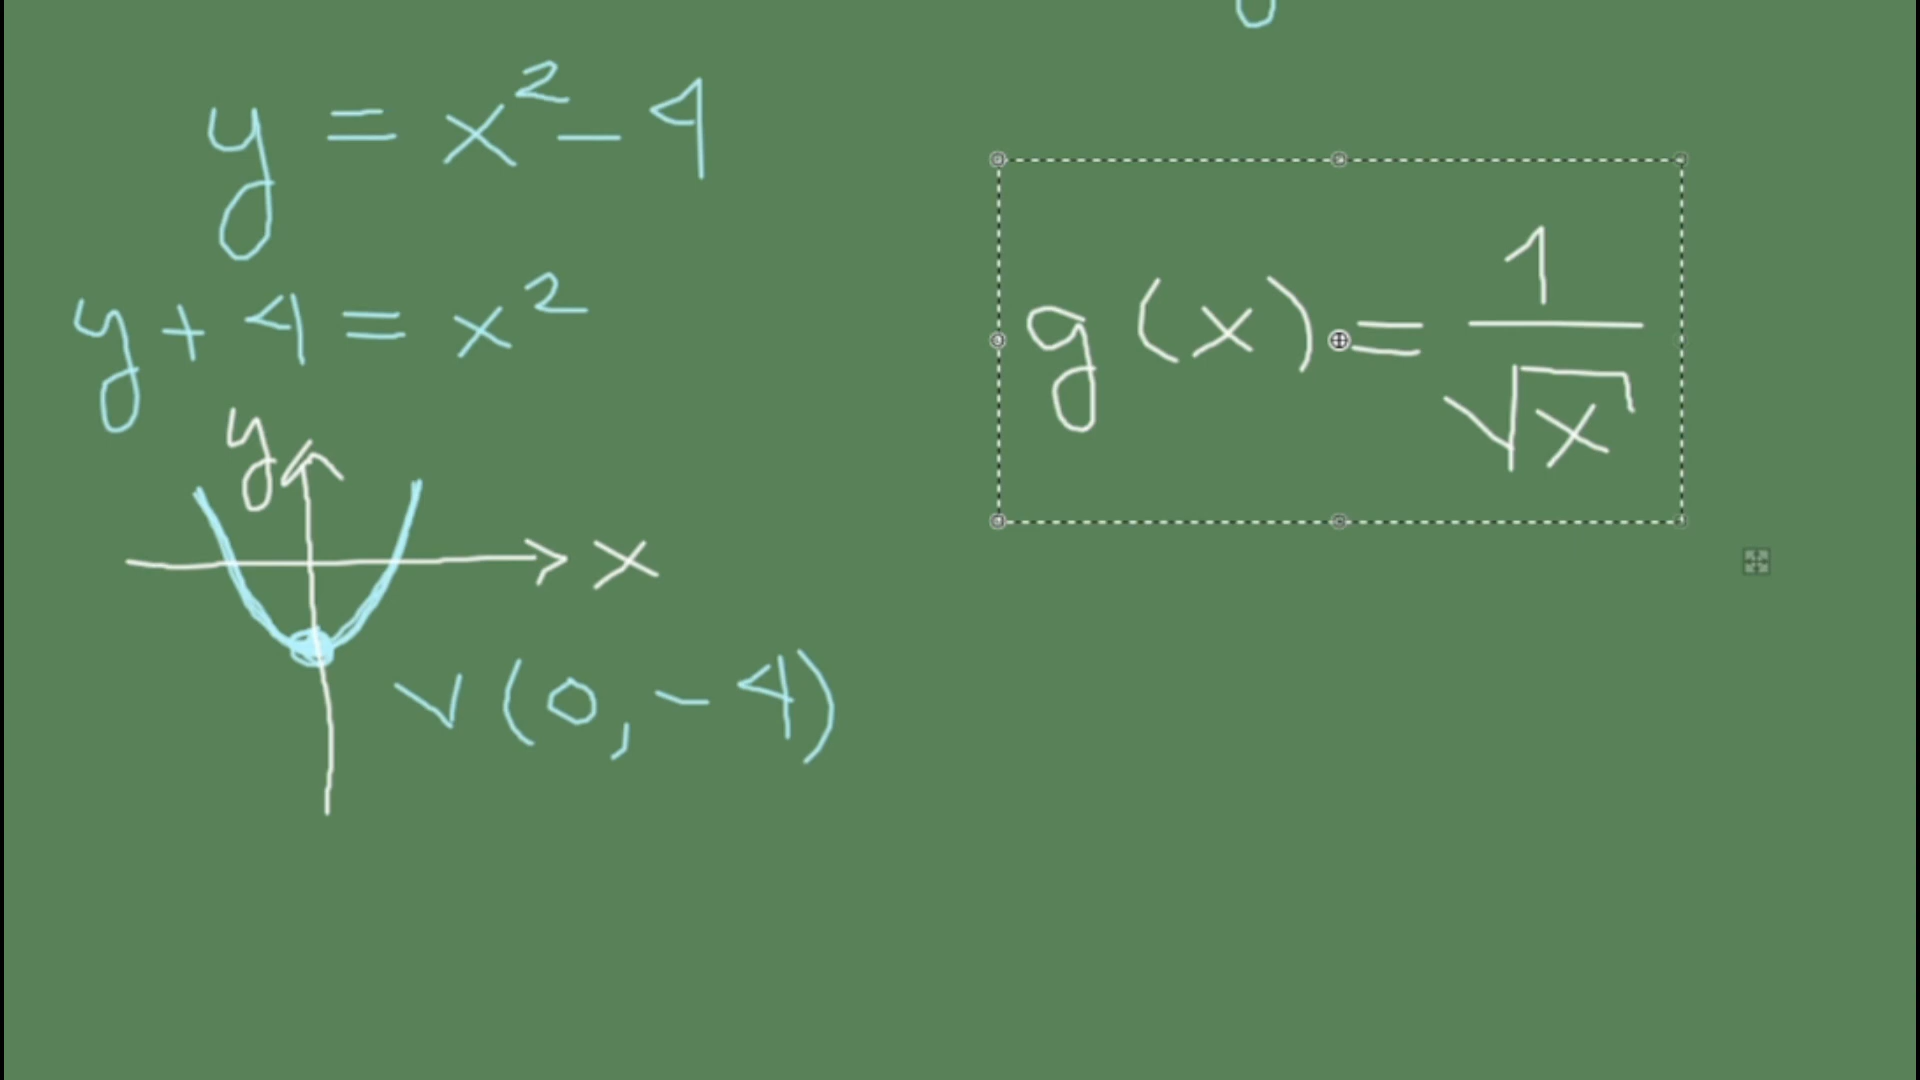 y = x² - 4
y + 4 = x²
y
x
V(0, -4)
g(x) = 1/√x